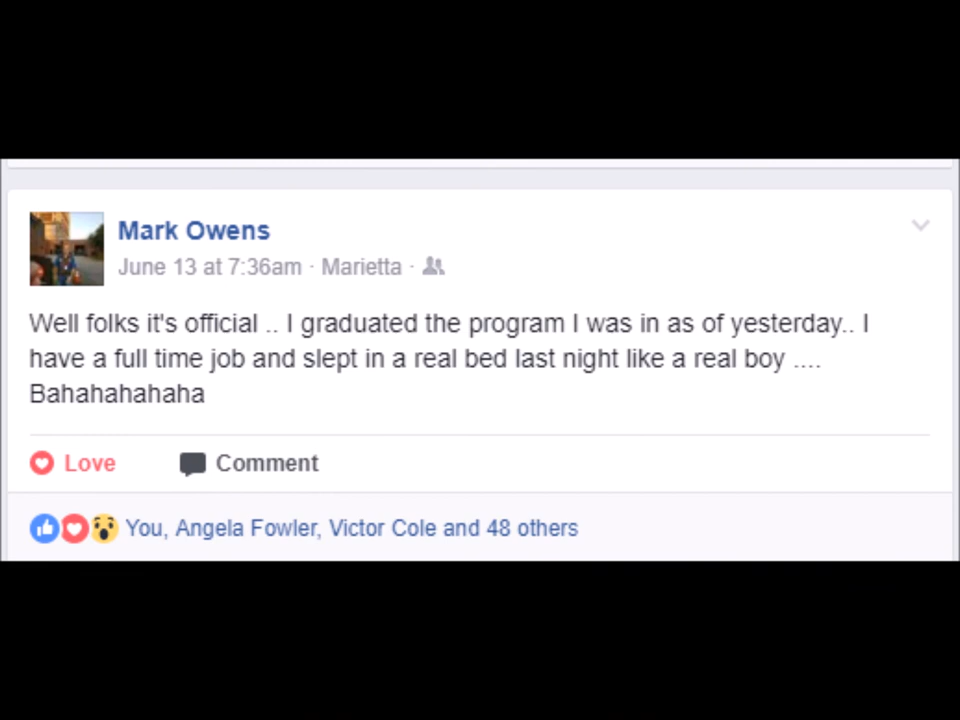 Mark Owens
June 13 at 7:36am · Marietta ·
Well folks it's official .. I graduated the program I was in as of yesterday.. I
have a full time job and slept in a real bed last night like a real boy ....
Bahahahahaha
Love Comment
You, Angela Fowler, Victor Cole and 48 others